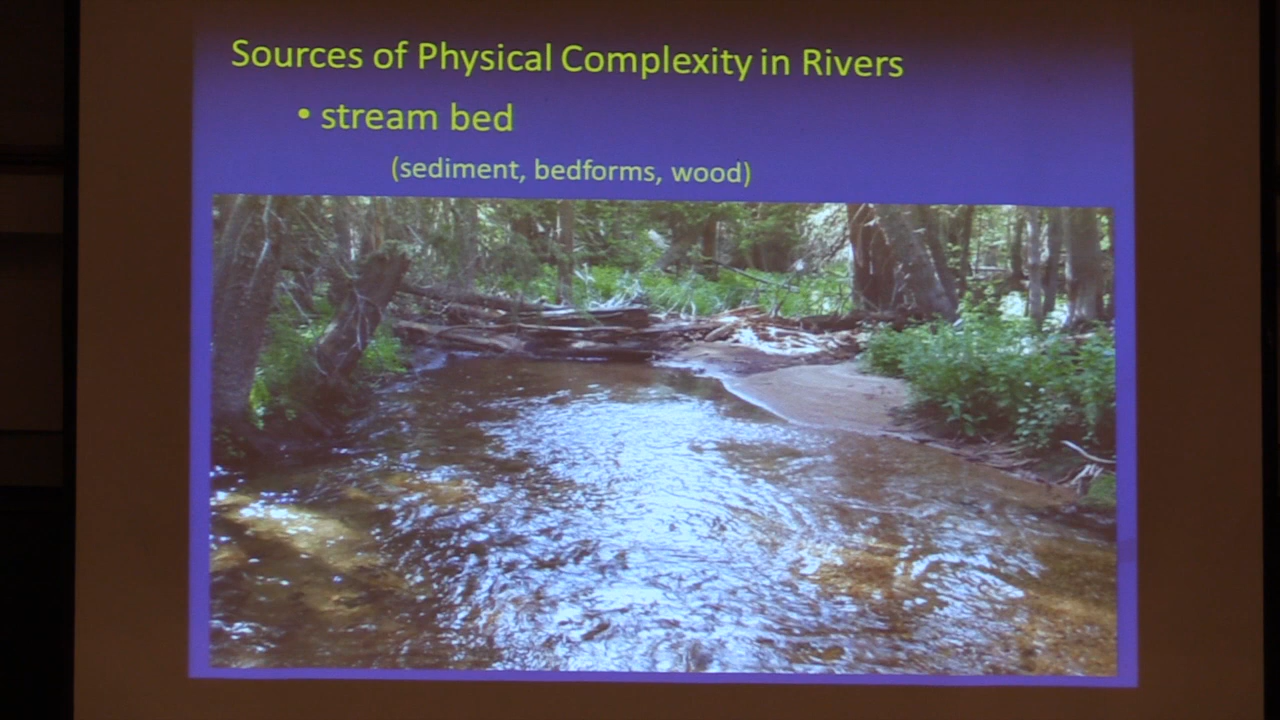 Sources of Physical Complexity in Rivers
• stream bed
(sediment, bedforms, wood)